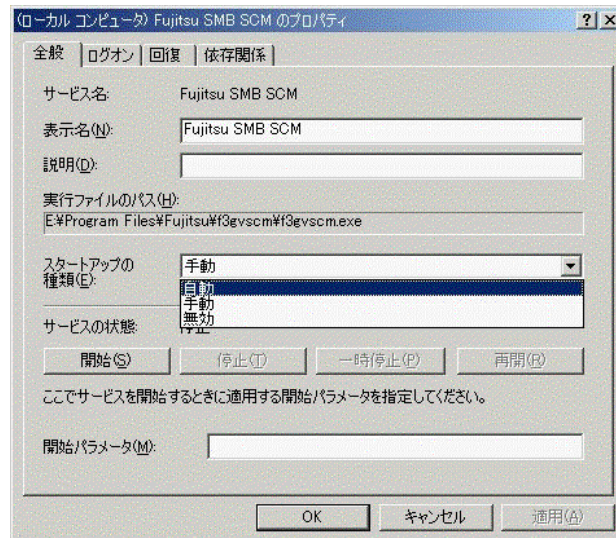 (ローカル コンピュータ) Fujitsu SMB SCM のプロパティ
全般 ログオン 回復 依存関係
サービス名: Fujitsu SMB SCM
表示名(N): Fujitsu SMB SCM
説明(D):
実行ファイルのパス(H):
E:¥Program Files¥Fujitsu¥f3gvscm¥f3gvscm.exe
スタートアップの
種類(E): 手動
自動
手動
無効
サービスの状態: 停止
開始(S) 停止(T) 一時停止(P) 再開(R)
ここでサービスを開始するときに適用する開始パラメータを指定してください。
開始パラメータ(M):
OK キャンセル 適用(A)